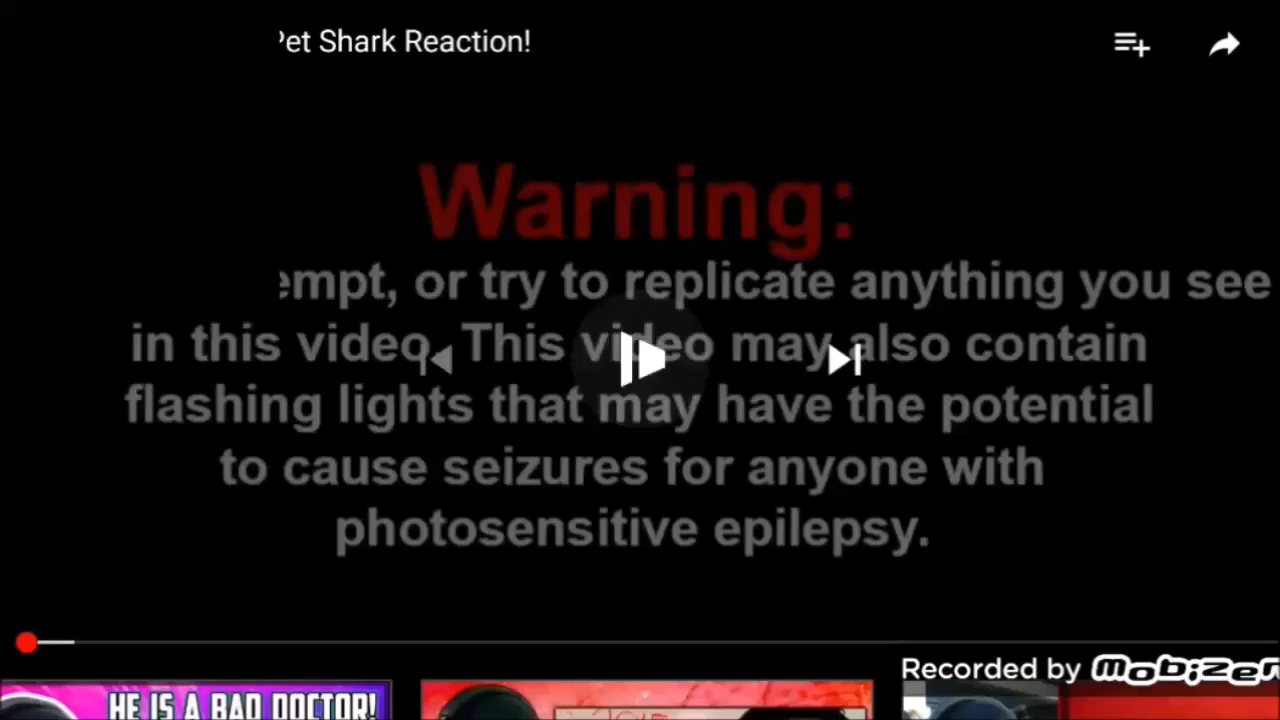 Pet Shark Reaction!
Warning:
empt, or try to replicate anything you see
in this video. This video may also contain
flashing lights that may have the potential
to cause seizures for anyone with
photosensitive epilepsy.
Recorded by Mobizen
HE IS A BAD DOCTOR!